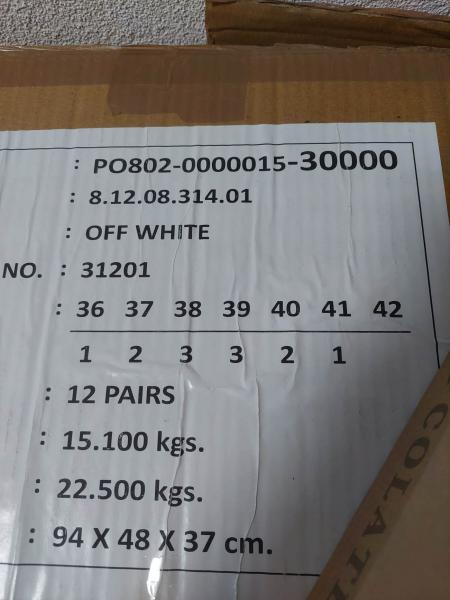 : PO802-0000015-30000
: 8.12.08.314.01
: OFF WHITE
NO. : 31201
: 36 37 38 39 40 41 42
1 2 3 3 2 1
: 12 PAIRS
: 15.100 kgs.
: 22.500 kgs.
: 94 X 48 X 37 cm.
COLAT